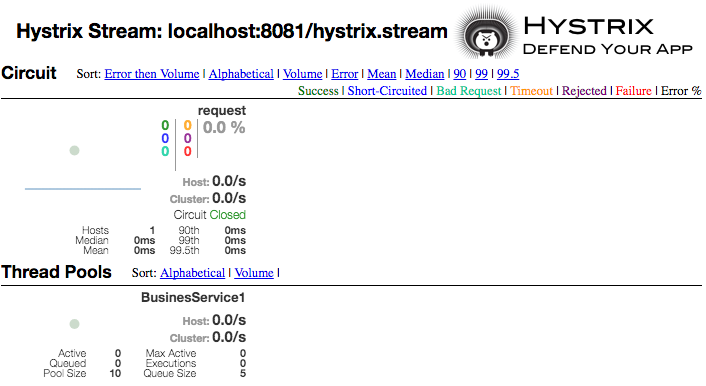 Hystrix Stream: localhost:8081/hystrix.stream
HYSTRIX
DEFEND YOUR APP
Circuit Sort: Error then Volume | Alphabetical | Volume | Error | Mean | Median | 90 | 99 | 99.5
Success | Short-Circuited | Bad Request | Timeout | Rejected | Failure | Error %
request
0 0 0.0 %
0 0
0 0
Host: 0.0/s
Cluster: 0.0/s
Circuit Closed
Hosts 1 90th 0ms
Median 0ms 99th 0ms
Mean 0ms 99.5th 0ms
Thread Pools Sort: Alphabetical | Volume |
BusinesService1
Host: 0.0/s
Cluster: 0.0/s
Active 0 Max Active 0
Queued 0 Executions 0
Pool Size 10 Queue Size 5